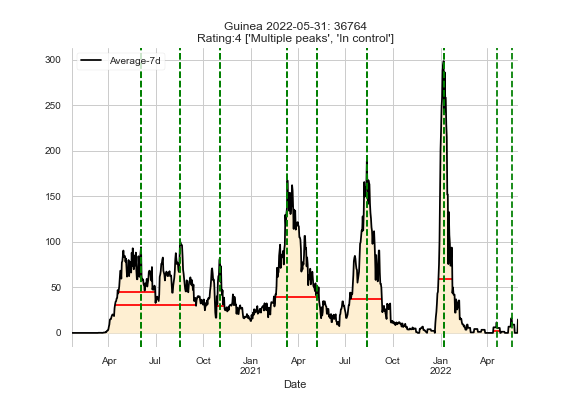 Guinea 2022-05-31: 36764
Rating:4 ['Multiple peaks', 'In control']
Average-7d
300
250
200
150
100
50
0
Apr Jul Oct Jan Apr Jul Oct Jan Apr
2021 2022
Date